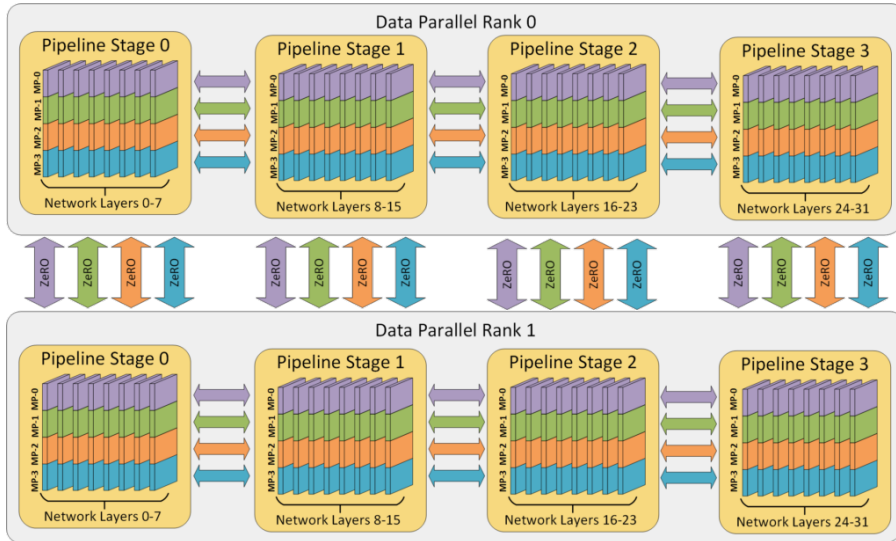 Data Parallel Rank 0
Pipeline Stage 0
MP-0
MP-1
MP-2
MP-3
Network Layers 0-7
Pipeline Stage 1
MP-0
MP-1
MP-2
MP-3
Network Layers 8-15
Pipeline Stage 2
MP-0
MP-1
MP-2
MP-3
Network Layers 16-23
Pipeline Stage 3
MP-0
MP-1
MP-2
MP-3
Network Layers 24-31
ZeRO ZeRO ZeRO ZeRO ZeRO ZeRO ZeRO ZeRO ZeRO ZeRO ZeRO ZeRO ZeRO ZeRO ZeRO ZeRO
Data Parallel Rank 1
Pipeline Stage 0
MP-0
MP-1
MP-2
MP-3
Network Layers 0-7
Pipeline Stage 1
MP-0
MP-1
MP-2
MP-3
Network Layers 8-15
Pipeline Stage 2
MP-0
MP-1
MP-2
MP-3
Network Layers 16-23
Pipeline Stage 3
MP-0
MP-1
MP-2
MP-3
Network Layers 24-31